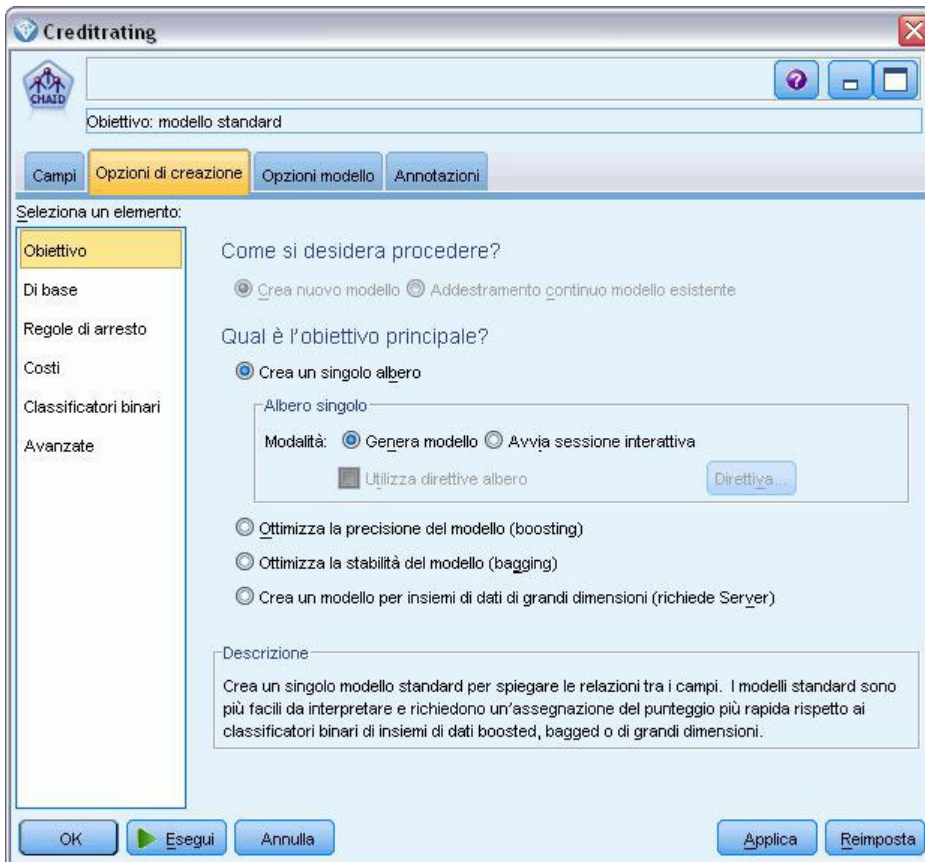 Creditrating
CHAID
Obiettivo: modello standard
Campi
Opzioni di creazione
Opzioni modello
Annotazioni
Seleziona un elemento:
Obiettivo
Di base
Regole di arresto
Costi
Classificatori binari
Avanzate
Come si desidera procedere?
Crea nuovo modello
Addestramento continuo modello esistente
Qual è l'obiettivo principale?
Crea un singolo albero
Albero singolo
Modalità:
Genera modello
Avvia sessione interattiva
Utilizza direttive albero
Direttiva...
Ottimizza la precisione del modello (boosting)
Ottimizza la stabilità del modello (bagging)
Crea un modello per insiemi di dati di grandi dimensioni (richiede Server)
Descrizione
Crea un singolo modello standard per spiegare le relazioni tra i campi. I modelli standard sono
più facili da interpretare e richiedono un'assegnazione del punteggio più rapida rispetto ai
classificatori binari di insiemi di dati boosted, bagged o di grandi dimensioni.
OK
Esegui
Annulla
Applica
Reimposta